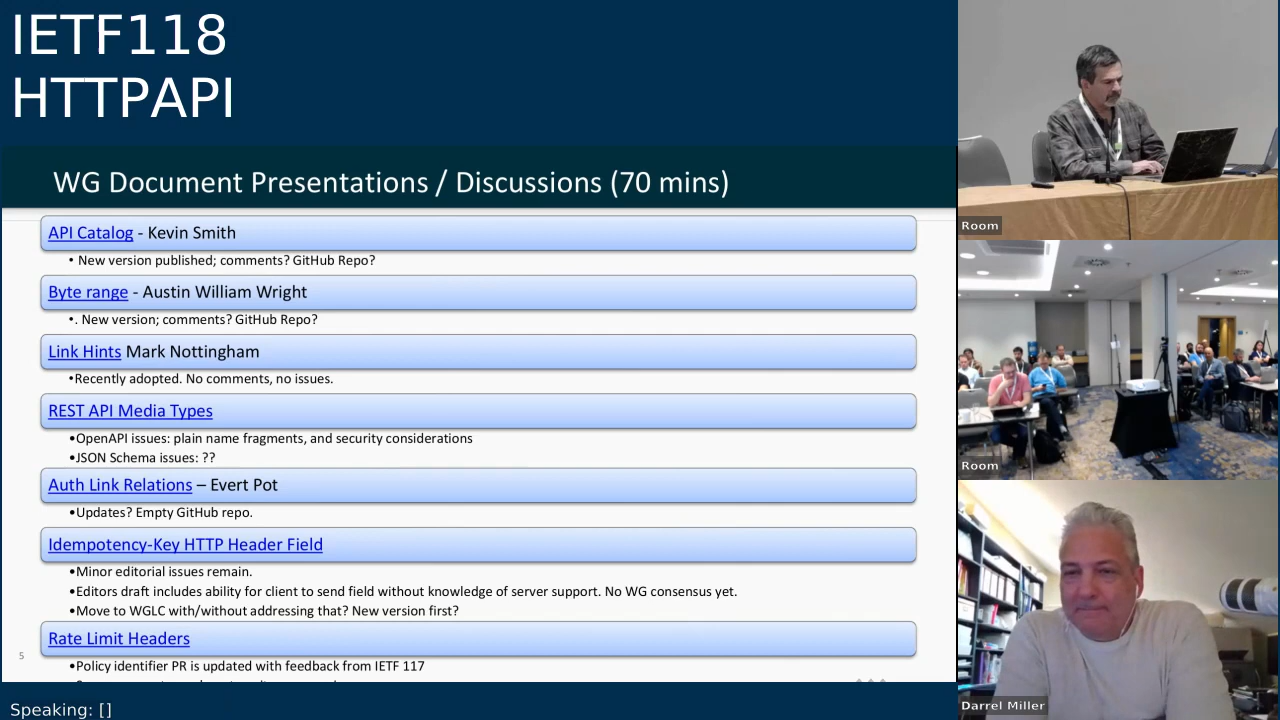 IETF118
HTTPAPI
WG Document Presentations / Discussions (70 mins)
API Catalog - Kevin Smith
• New version published; comments? GitHub Repo?
Byte range - Austin William Wright
•. New version; comments? GitHub Repo?
Link Hints Mark Nottingham
•Recently adopted. No comments, no issues.
REST API Media Types
•OpenAPI issues: plain name fragments, and security considerations
•JSON Schema issues: ??
Auth Link Relations – Evert Pot
•Updates? Empty GitHub repo.
Idempotency-Key HTTP Header Field
•Minor editorial issues remain.
•Editors draft includes ability for client to send field without knowledge of server support. No WG consensus yet.
•Move to WGLC with/without addressing that? New version first?
Rate Limit Headers
5
•Policy identifier PR is updated with feedback from IETF 117
Speaking: []
Room
Room
Darrel Miller